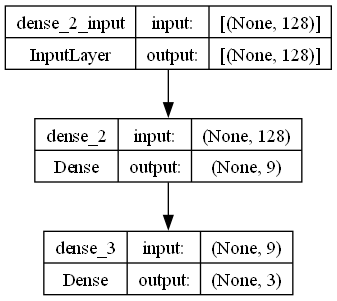 dense_2_input input: [(None, 128)]
InputLayer output: [(None, 128)]
dense_2 input: (None, 128)
Dense output: (None, 9)
dense_3 input: (None, 9)
Dense output: (None, 3)